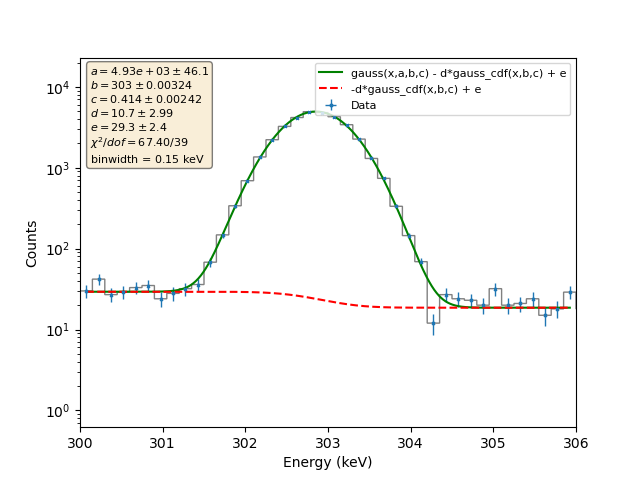 a = 4.93e + 03 ± 46.1
b = 303 ± 0.00324
c = 0.414 ± 0.00242
d = 10.7 ± 2.99
e = 29.3 ± 2.4
χ²/dof = 67.40/39
binwidth = 0.15 keV
gauss(x,a,b,c) - d*gauss_cdf(x,b,c) + e
-d*gauss_cdf(x,b,c) + e
Data
10⁴
10³
10²
10¹
10⁰
Counts
300 301 302 303 304 305 306
Energy (keV)